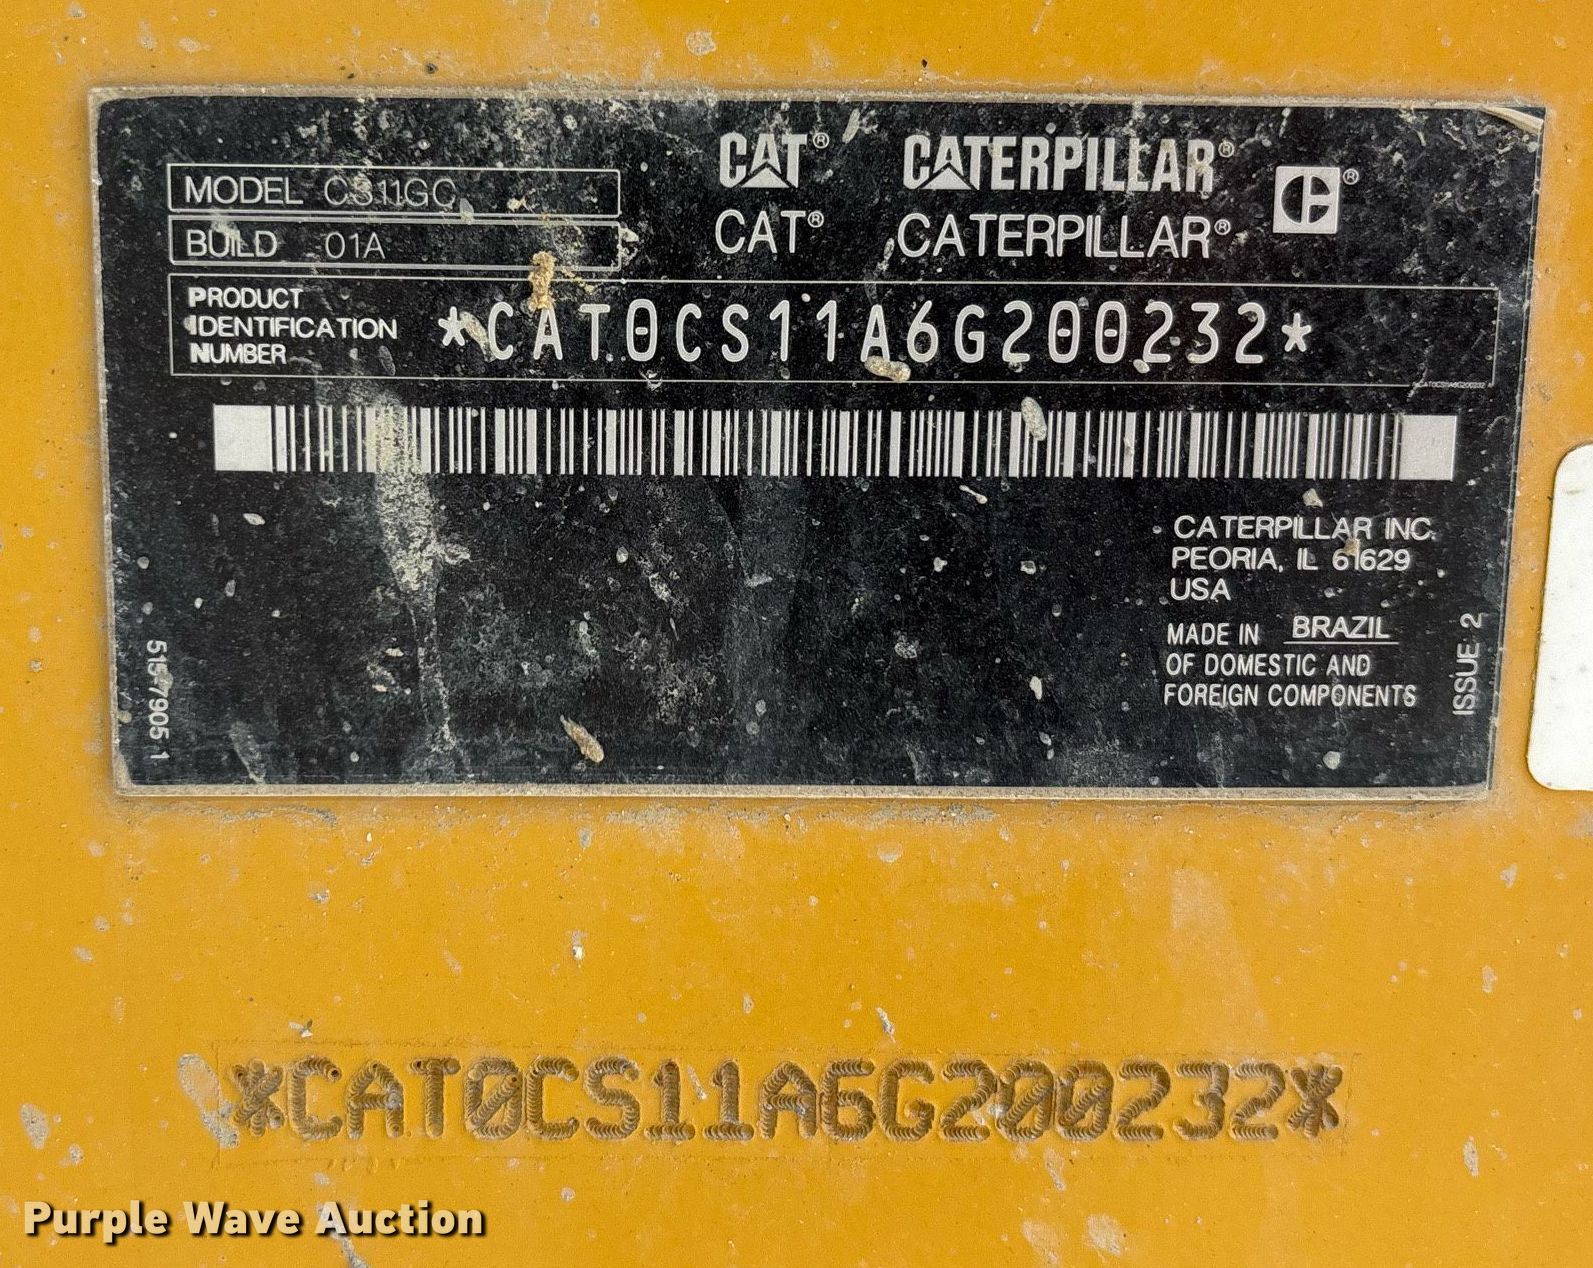 CAT® CATERPILLAR®
CAT® CATERPILLAR®
MODEL CS11GC
BUILD 01A
PRODUCT
IDENTIFICATION
NUMBER
*CAT0CS11A6G200232*
CAT0CS11A6G200232
CATERPILLAR INC.
PEORIA, IL 61629
USA
MADE IN BRAZIL
OF DOMESTIC AND
FOREIGN COMPONENTS
515-7905 1
ISSUE 2
*CAT0CS11A6G200232*
Purple Wave Auction